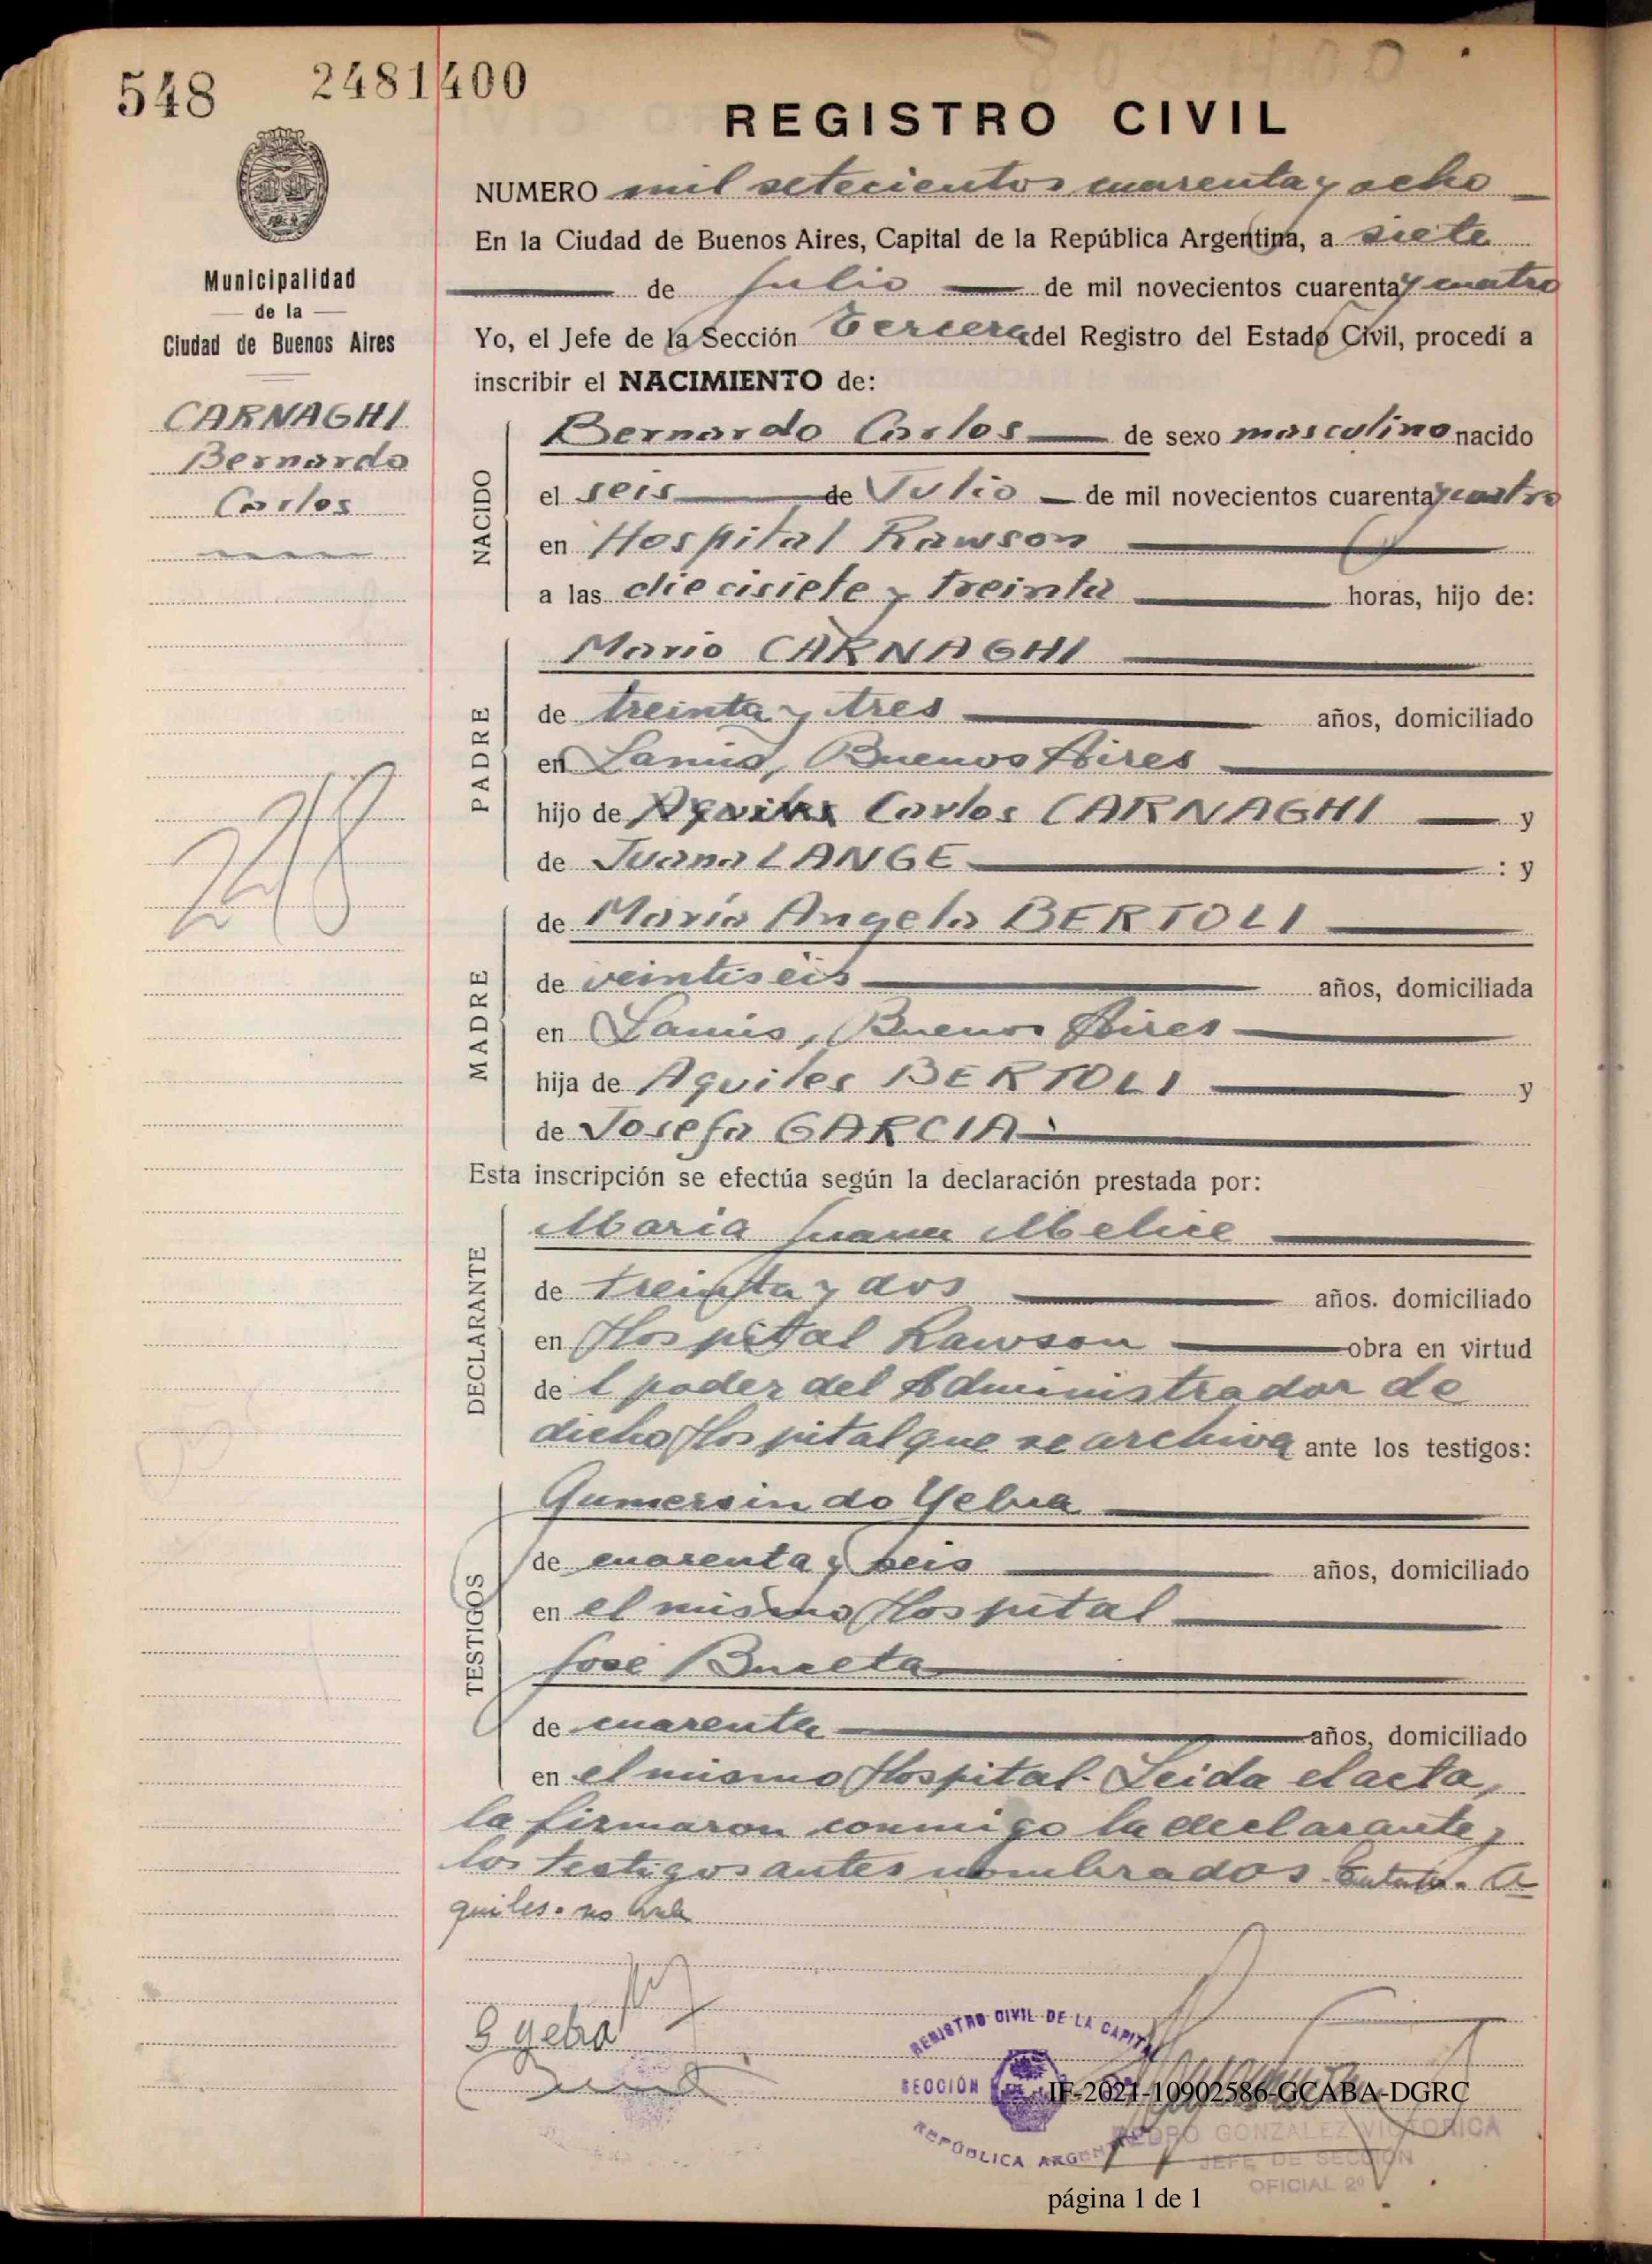 548 2481400
REGISTRO CIVIL
Municipalidad
de la
Ciudad de Buenos Aires
CARNAGHI
Bernardo
Carlos
248
NUMERO mil setecientos cuarenta y ocho
En la Ciudad de Buenos Aires, Capital de la República Argentina, a siete
de Julio de mil novecientos cuarenta y cuatro
Yo, el Jefe de la Sección Tercera del Registro del Estado Civil, procedí a
inscribir el NACIMIENTO de:
NACIDO
Bernardo Carlos de sexo masculino nacido
el seis de Julio de mil novecientos cuarenta y cuatro
en Hospital Rawson
a las diecisiete y treinta horas, hijo de:
PADRE
Mario CARNAGHI
de treinta y tres años, domiciliado
en Lanús, Buenos Aires
hijo de Aquiles Carlos CARNAGHI y
de Juana LANGE : y
MADRE
de María Angela BERTOLI
de veintiseis años, domiciliada
en Lanús, Buenos Aires
hija de Aquiles BERTOLI y
de Josefa GARCIA
Esta inscripción se efectúa según la declaración prestada por:
DECLARANTE
Maria Juana
de treinta y dos años. domiciliado
en Hospital Rawson obra en virtud
del poder del Administrador de
dicho Hospital que se archiva ante los testigos:
TESTIGOS
Gumersindo Yebra
de cuarenta y seis años, domiciliado
en el mismo Hospital
José Buceta
de cuarenta años, domiciliado
en el mismo Hospital. Leida el acta,
la firmaron conmigo la declarante y
los testigos antes nombrados. A
quiles. no vale
G Yebra
REGISTRO CIVIL DE LA CAPITAL
SECCIÓN
REPÚBLICA ARGENTINA
IF-2021-10902586-GCABA-DGRC
PEDRO GONZALEZ VICTORICA
JEFE DE SECCIÓN
OFICIAL 2º
página 1 de 1